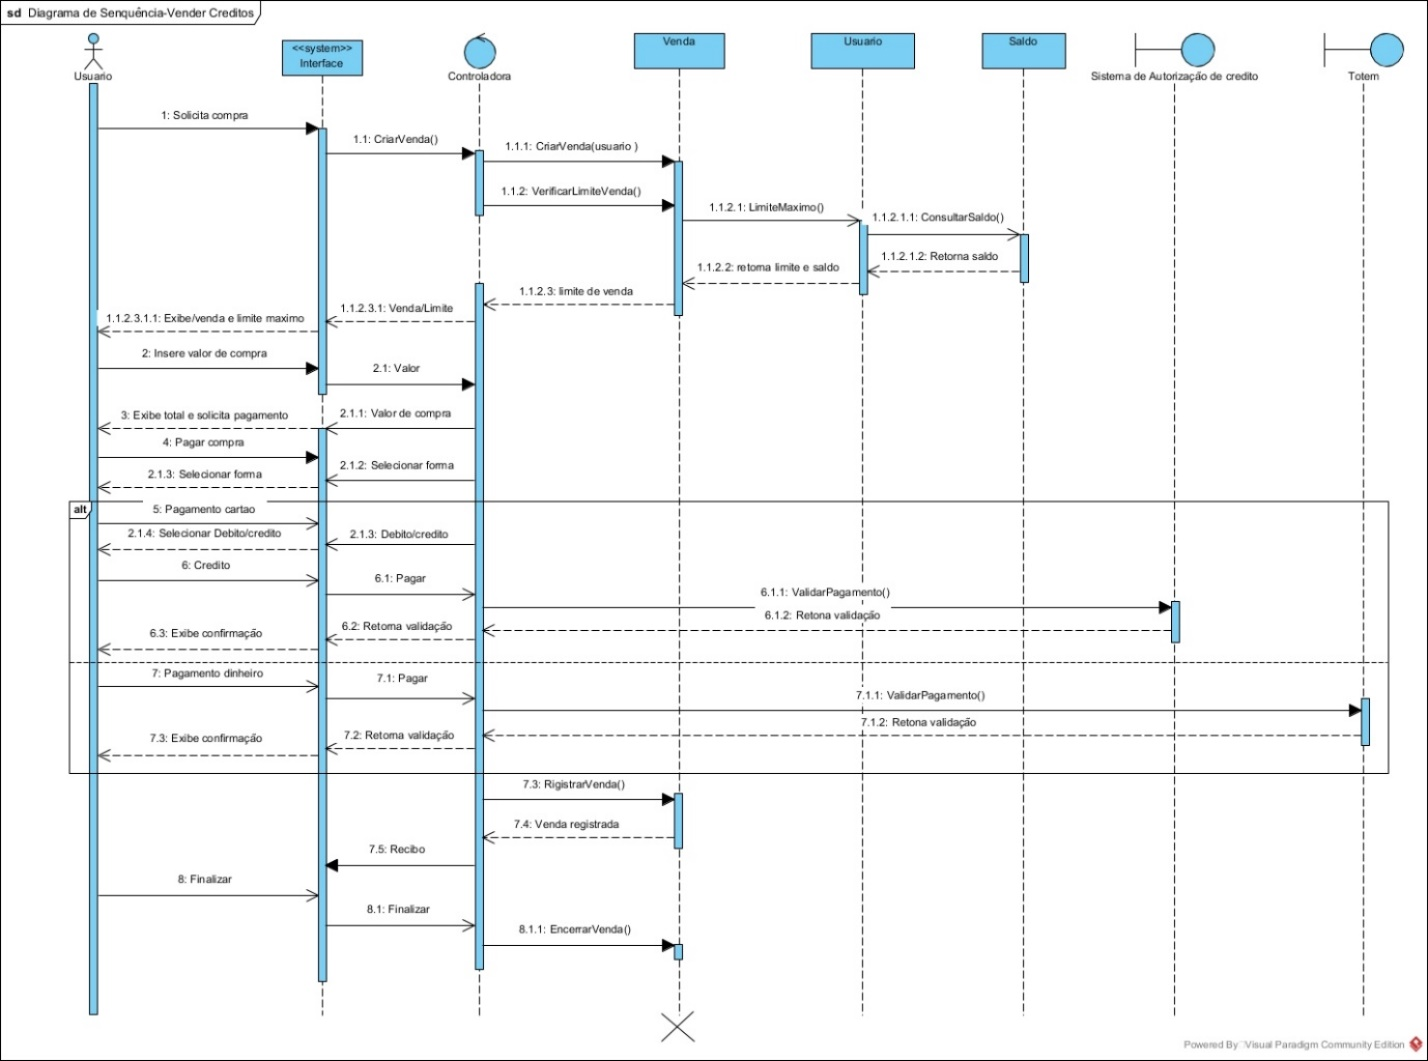 sd Diagrama de Senquência-Vender Creditos
Usuario
<<system>>
Interface
Controladora
Venda
Usuario
Saldo
Sistema de Autorização de credito
Totem
1: Solicita compra
1.1: CriarVenda()
1.1.1: CriarVenda(usuario )
1.1.2: VerificarLimiteVenda()
1.1.2.1: LimiteMaximo()
1.1.2.1.1: ConsultarSaldo()
1.1.2.1.2: Retorna saldo
1.1.2.2: retorna limite e saldo
1.1.2.3: limite de venda
1.1.2.3.1: Venda/Limite
1.1.2.3.1.1: Exibe/venda e limite maximo
2: Insere valor de compra
2.1: Valor
3: Exibe total e solicita pagamento
2.1.1: Valor de compra
4: Pagar compra
2.1.2: Selecionar forma
2.1.3: Selecionar forma
alt
5: Pagamento cartao
2.1.4: Selecionar Debito/credito
2.1.3: Debito/credito
6: Credito
6.1: Pagar
6.1.1: ValidarPagamento()
6.1.2: Retona validação
6.2: Retorna validação
6.3: Exibe confirmação
7: Pagamento dinheiro
7.1: Pagar
7.1.1: ValidarPagamento()
7.1.2: Retona validação
7.2: Retorna validação
7.3: Exibe confirmação
7.3: RigistrarVenda()
7.4: Venda registrada
7.5: Recibo
8: Finalizar
8.1: Finalizar
8.1.1: EncerrarVenda()
Powered By Visual Paradigm Community Edition